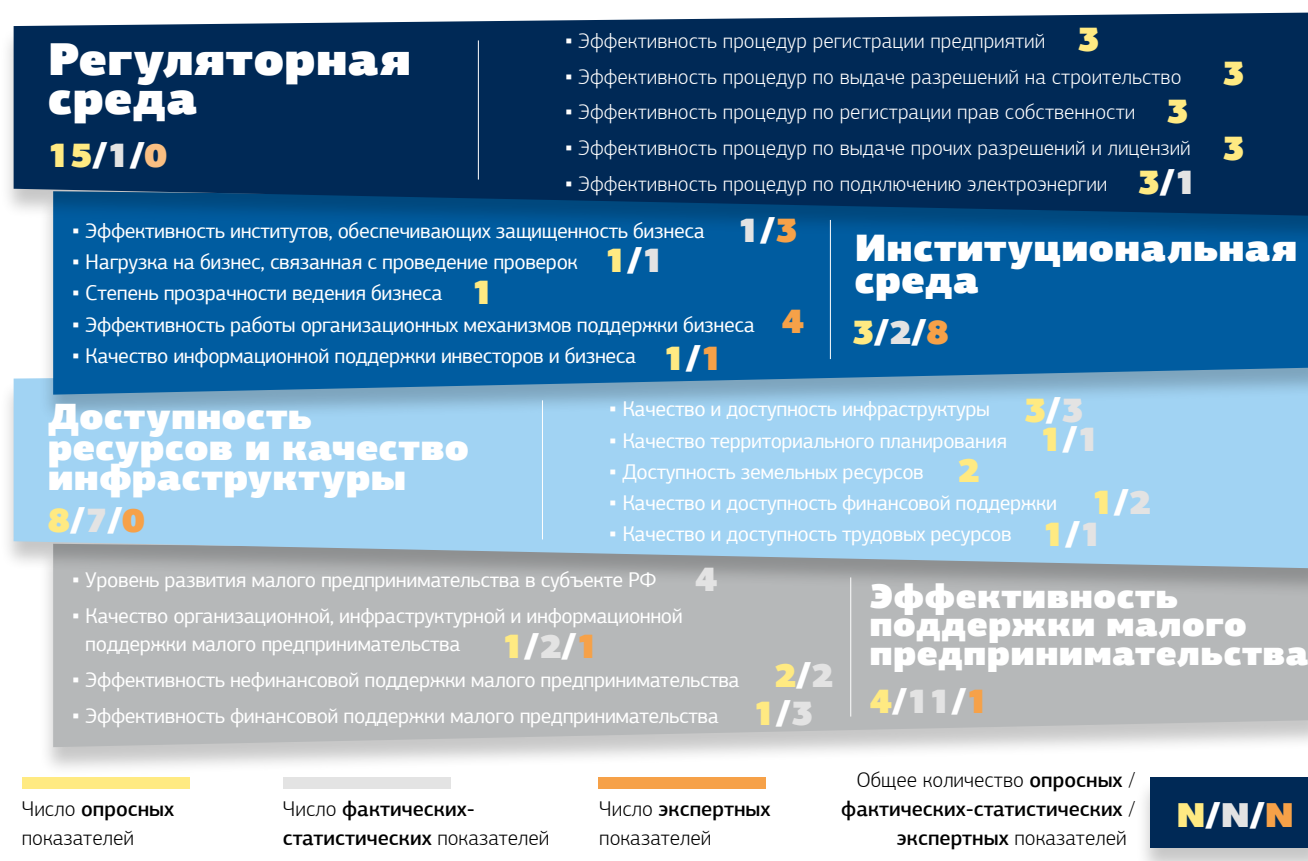 Регуляторная
среда
15/1/0
▪ Эффективность процедур регистрации предприятий 3
▪ Эффективность процедур по выдаче разрешений на строительство 3
▪ Эффективность процедур по регистрации прав собственности 3
▪ Эффективность процедур по выдаче прочих разрешений и лицензий 3
▪ Эффективность процедур по подключению электроэнергии 3/1
▪ Эффективность институтов, обеспечивающих защищенность бизнеса 1/3
▪ Нагрузка на бизнес, связанная с проведение проверок 1/1
▪ Степень прозрачности ведения бизнеса 1
▪ Эффективность работы организационных механизмов поддержки бизнеса 4
▪ Качество информационной поддержки инвесторов и бизнеса 1/1
Институциональная
среда
3/2/8
Доступность
ресурсов и качество
инфраструктуры
8/7/0
▪ Качество и доступность инфраструктуры 3/3
▪ Качество территориального планирования 1/1
▪ Доступность земельных ресурсов 2
▪ Качество и доступность финансовой поддержки 1/2
▪ Качество и доступность трудовых ресурсов 1/1
▪ Уровень развития малого предпринимательства в субъекте РФ 4
▪ Качество организационной, инфраструктурной и информационной
поддержки малого предпринимательства 1/2/1
▪ Эффективность нефинансовой поддержки малого предпринимательства 2/2
▪ Эффективность финансовой поддержки малого предпринимательства 1/3
Эффективность
поддержки малого
предпринимательства
4/11/1
Число опросных
показателей
Число фактических-
статистических показателей
Число экспертных
показателей
Общее количество опросных /
фактических-статистических /
экспертных показателей
N/N/N